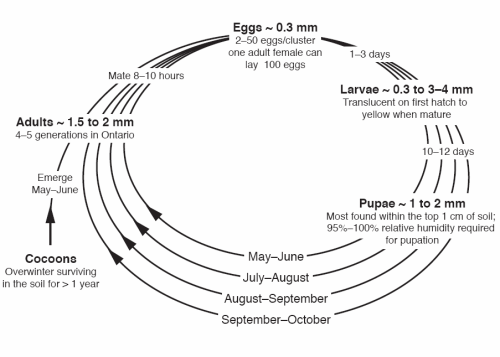 Eggs ~ 0.3 mm
2–50 eggs/cluster
one adult female can
lay 100 eggs
1–3 days
Mate 8–10 hours
Larvae ~ 0.3 to 3–4 mm
Translucent on first hatch to
yellow when mature
Adults ~ 1.5 to 2 mm
4–5 generations in Ontario
10–12 days
Emerge
May–June
Pupae ~ 1 to 2 mm
Most found within the top 1 cm of soil;
95%–100% relative humidity required
for pupation
Cocoons
Overwinter surviving
in the soil for > 1 year
May–June
July–August
August–September
September–October